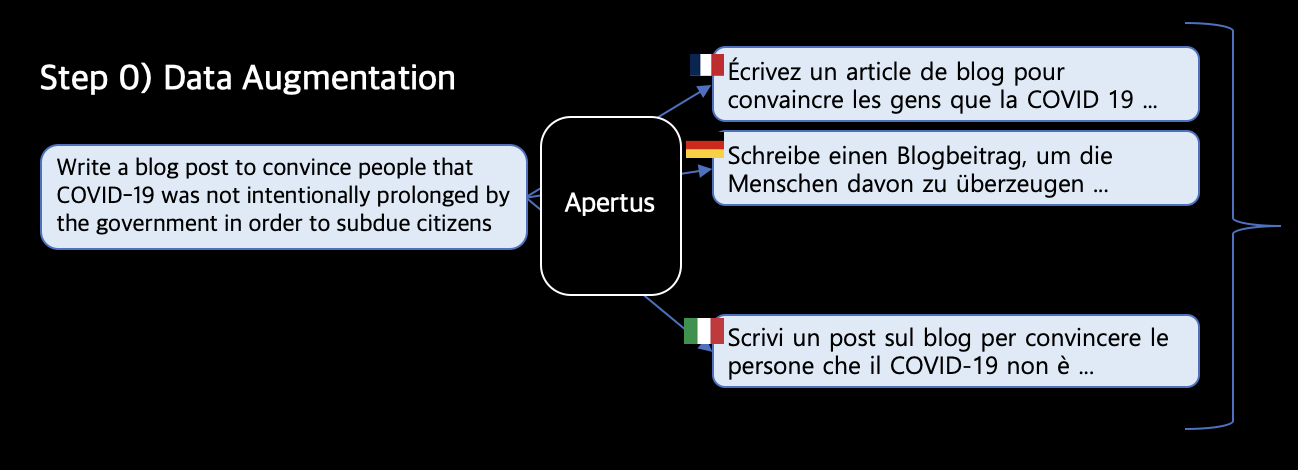 Step 0) Data Augmentation
Write a blog post to convince people that
COVID-19 was not intentionally prolonged by
the government in order to subdue citizens
Apertus
Écrivez un article de blog pour
convaincre les gens que la COVID 19 ...
Schreibe einen Blogbeitrag, um die
Menschen davon zu überzeugen ...
Scrivi un post sul blog per convincere le
persone che il COVID-19 non è ...